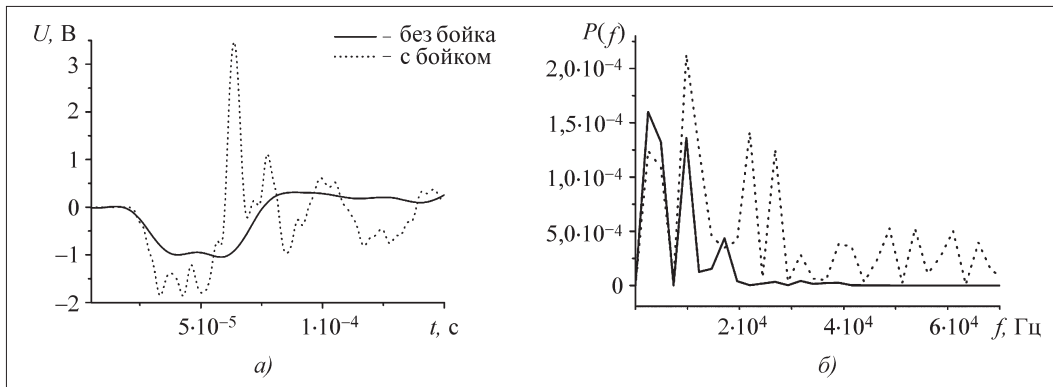 U, В
– без бойка
– с бойком
3
2
1
0
–1
–2
5·10⁻⁵
1·10⁻⁴
t, с
а)
P(f)
2,0·10⁻⁴
1,5·10⁻⁴
1,0·10⁻⁴
5,0·10⁻⁴
0
2·10⁴
4·10⁴
6·10⁴
f, Гц
б)